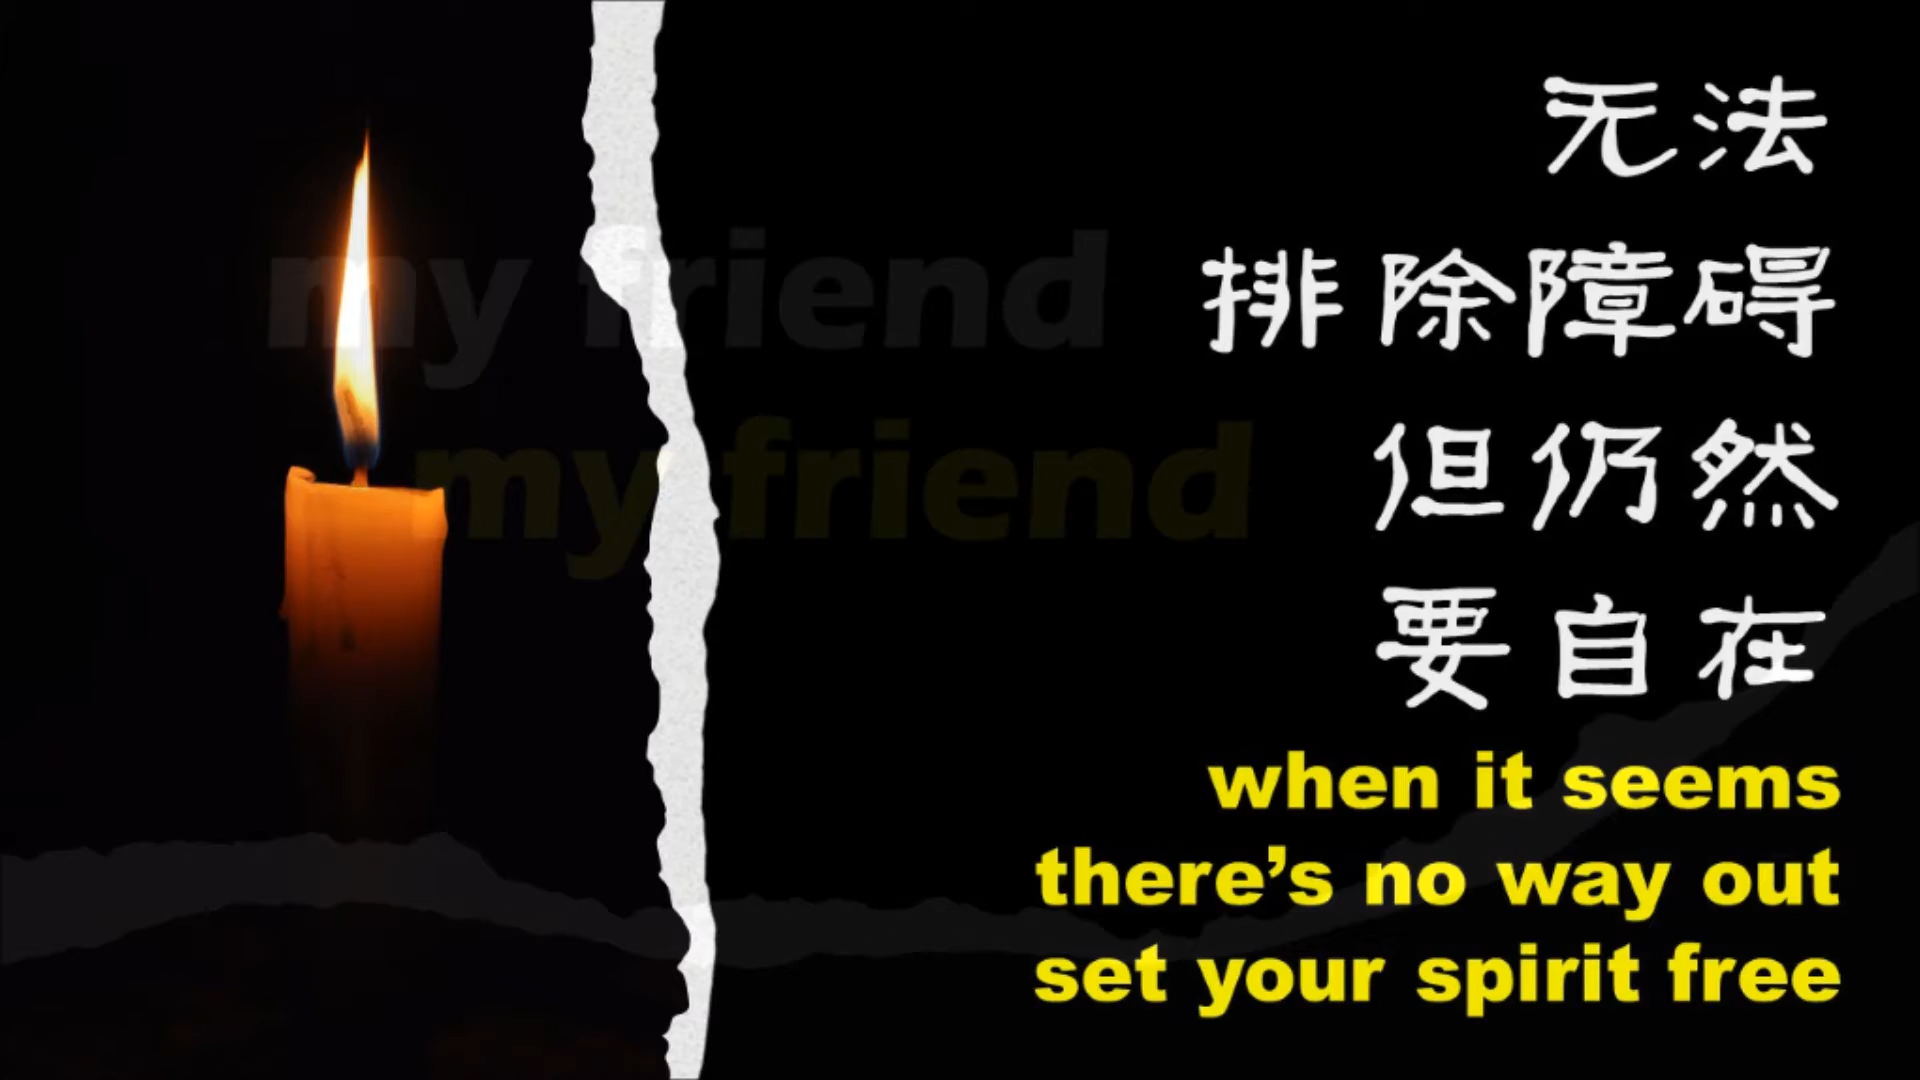 my friend
my friend
无法
排除障碍
但仍然
要自在
when it seems
there’s no way out
set your spirit free